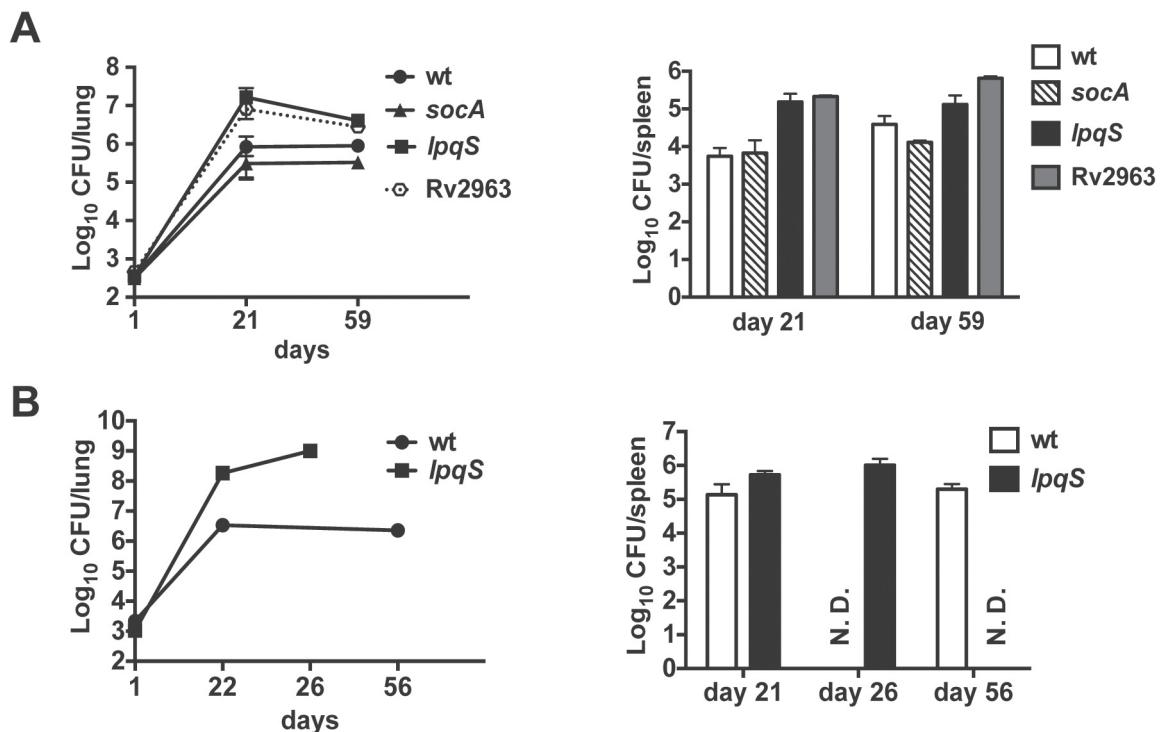 A
Log10 CFU/lung
8
7
6
5
4
3
2
1
21
59
days
wt
socA
lpqS
Rv2963
Log10 CFU/spleen
6
5
4
3
2
1
0
day 21
day 59
wt
socA
lpqS
Rv2963
B
Log10 CFU/lung
10
9
8
7
6
5
4
3
2
1
22
26
56
days
wt
lpqS
Log10 CFU/spleen
7
6
5
4
3
2
1
0
N. D.
N. D.
day 21
day 26
day 56
wt
lpqS